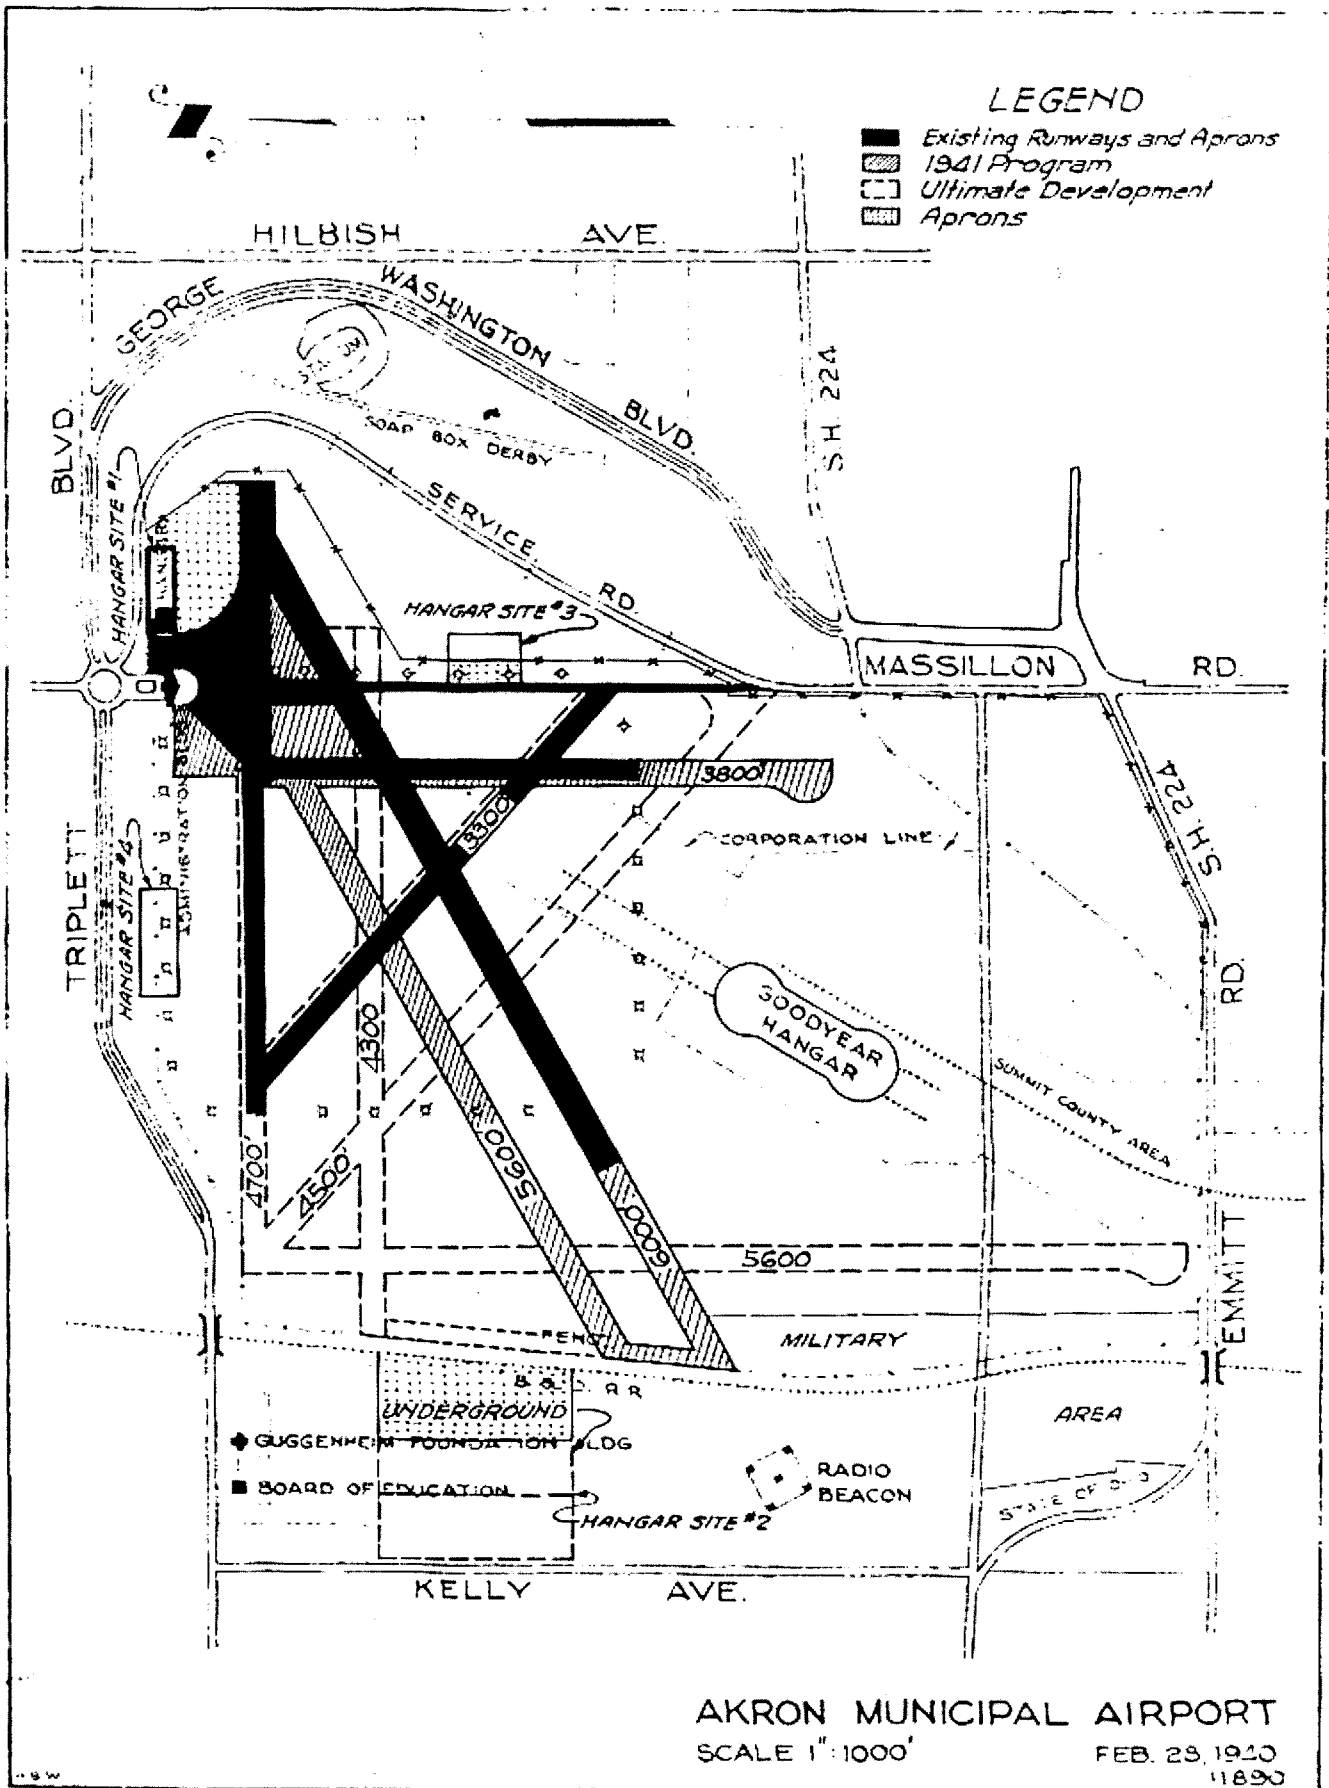 LEGEND
Existing Runways and Aprons
1941 Program
Ultimate Development
Aprons
HILBISH AVE.
GEORGE WASHINGTON BLVD.
S.H. 224
SOAP BOX DERBY
BLVD.
HANGAR SITE #1
SERVICE RD.
HANGAR SITE #3
MASSILLON RD.
3800'
3300'
CORPORATION LINE
S.H. 224
TRIPLETT
HANGAR SITE #4
ADMINISTRATION
GOODYEAR
HANGAR
RD.
4300
SUMMIT COUNTY AREA
4700'
4500'
5600'
6000'
5600
EMMITT
MILITARY
AREA
R R
UNDERGROUND
GUGGENHEIM FOUNDATION BLDG
BOARD OF EDUCATION
HANGAR SITE #2
RADIO
BEACON
STATE OF
KELLY AVE.
AKRON MUNICIPAL AIRPORT
SCALE 1":1000'
FEB. 28, 1940
11890